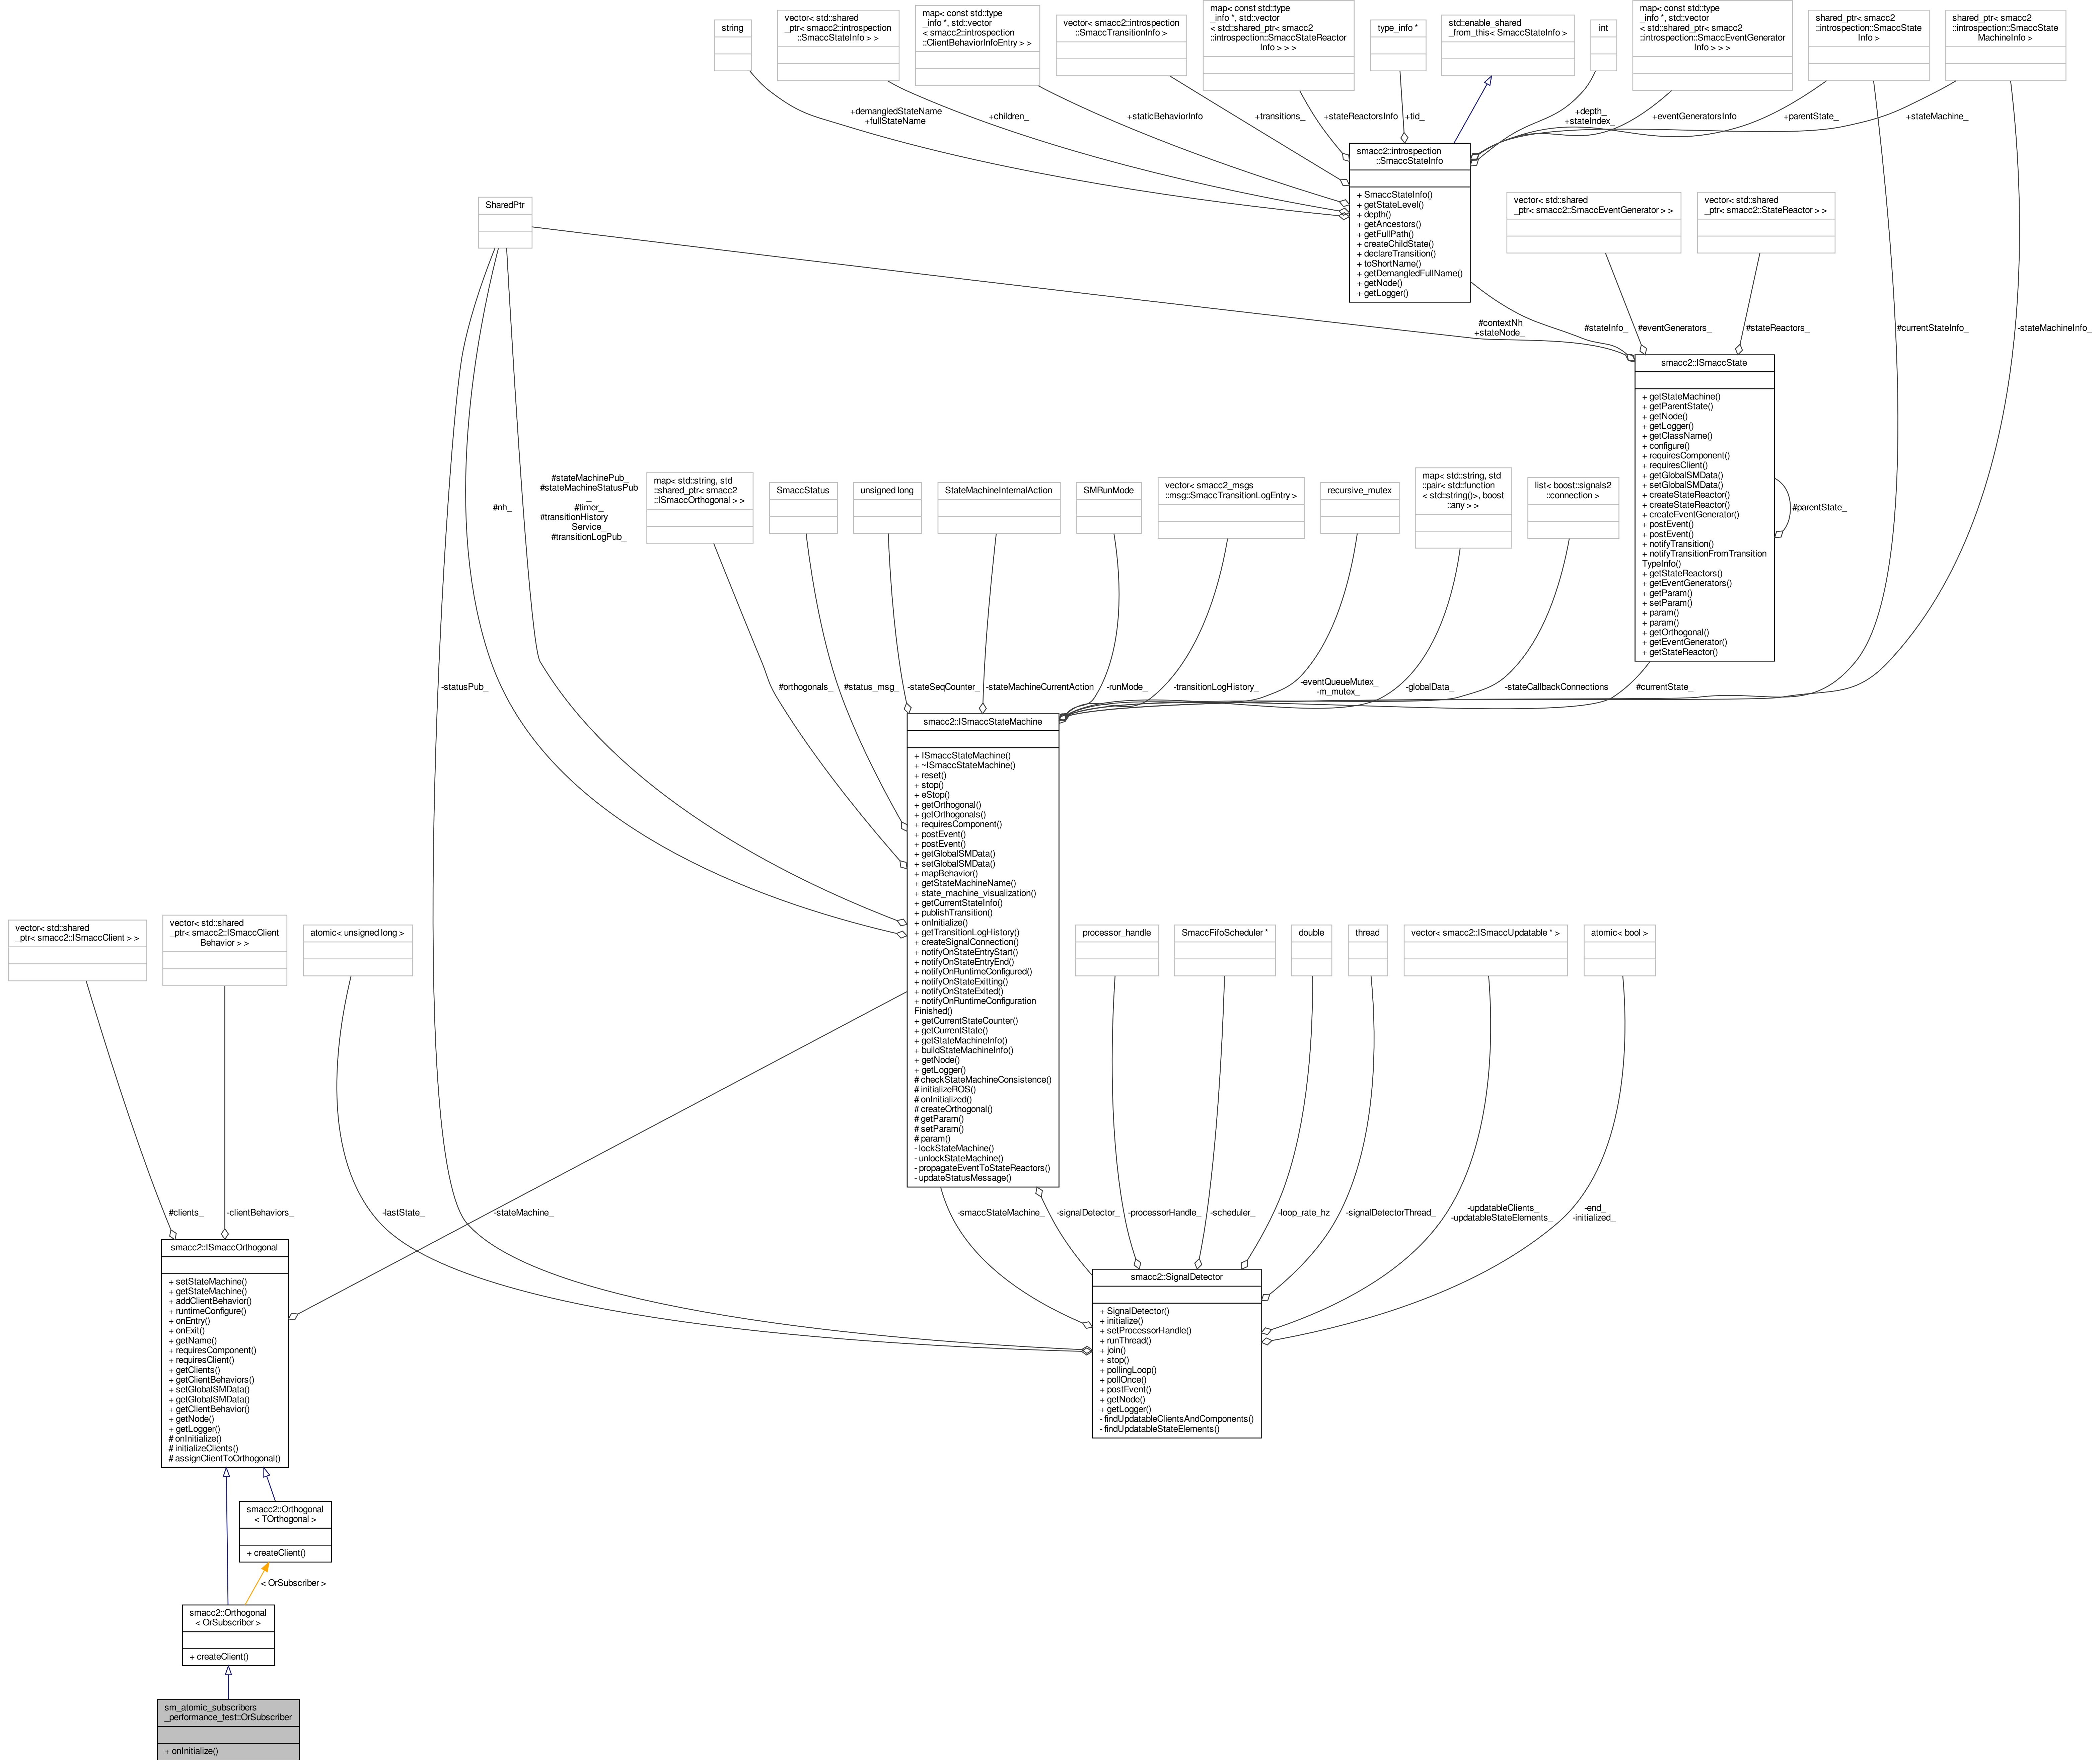 string
vector< std::shared
_ptr< smacc2::introspection
::SmaccStateInfo > >
map< const std::type
_info *, std::vector
< smacc2::introspection
::ClientBehaviorInfoEntry > >
vector< smacc2::introspection
::SmaccTransitionInfo >
map< const std::type
_info *, std::vector
< std::shared_ptr< smacc2
::introspection::SmaccStateReactor
Info > > >
type_info *
std::enable_shared
_from_this< SmaccStateInfo >
int
map< const std::type
_info *, std::vector
< std::shared_ptr< smacc2
::introspection::SmaccEventGenerator
Info > > >
shared_ptr< smacc2
::introspection::SmaccState
Info >
shared_ptr< smacc2
::introspection::SmaccState
MachineInfo >
+demangledStateName
+fullStateName
+children_
+staticBehaviorInfo
+transitions_
+stateReactorsInfo
+tid_
+depth_
+stateIndex_
+eventGeneratorsInfo
+parentState_
+stateMachine_
smacc2::introspection
::SmaccStateInfo
+ SmaccStateInfo()
+ getStateLevel()
+ depth()
+ getAncestors()
+ getFullPath()
+ createChildState()
+ declareTransition()
+ toShortName()
+ getDemangledFullName()
+ getNode()
+ getLogger()
SharedPtr
vector< std::shared
_ptr< smacc2::SmaccEventGenerator > >
vector< std::shared
_ptr< smacc2::StateReactor > >
#contextNh
+stateNode_
#stateInfo_
#eventGenerators_
#stateReactors_
#currentStateInfo_
-stateMachineInfo_
smacc2::ISmaccState
+ getStateMachine()
+ getParentState()
+ getNode()
+ getLogger()
+ getClassName()
+ configure()
+ requiresComponent()
+ requiresClient()
+ getGlobalSMData()
+ setGlobalSMData()
+ createStateReactor()
+ createStateReactor()
+ createEventGenerator()
+ postEvent()
+ postEvent()
+ notifyTransition()
+ notifyTransitionFromTransition
TypeInfo()
+ getStateReactors()
+ getEventGenerators()
+ getParam()
+ setParam()
+ param()
+ param()
+ getOrthogonal()
+ getEventGenerator()
+ getStateReactor()
#parentState_
#nh_
#stateMachinePub_
#stateMachineStatusPub
_
#timer_
#transitionHistory
Service_
#transitionLogPub_
map< std::string, std
::shared_ptr< smacc2
::ISmaccOrthogonal > >
SmaccStatus
unsigned long
StateMachineInternalAction
SMRunMode
vector< smacc2_msgs
::msg::SmaccTransitionLogEntry >
recursive_mutex
map< std::string, std
::pair< std::function
< std::string()>, boost
::any > >
list< boost::signals2
::connection >
-statusPub_
#orthogonals_
#status_msg_
-stateSeqCounter_
-stateMachineCurrentAction
-runMode_
-transitionLogHistory_
-eventQueueMutex_
-m_mutex_
-globalData_
-stateCallbackConnections
#currentState_
smacc2::ISmaccStateMachine
+ ISmaccStateMachine()
+ ~ISmaccStateMachine()
+ reset()
+ stop()
+ eStop()
+ getOrthogonal()
+ getOrthogonals()
+ requiresComponent()
+ postEvent()
+ postEvent()
+ getGlobalSMData()
+ setGlobalSMData()
+ mapBehavior()
+ getStateMachineName()
+ state_machine_visualization()
+ getCurrentStateInfo()
+ publishTransition()
+ onInitialize()
+ getTransitionLogHistory()
+ createSignalConnection()
+ notifyOnStateEntryStart()
+ notifyOnStateEntryEnd()
+ notifyOnRuntimeConfigured()
+ notifyOnStateExitting()
+ notifyOnStateExited()
+ notifyOnRuntimeConfiguration
Finished()
+ getCurrentStateCounter()
+ getCurrentState()
+ getStateMachineInfo()
+ buildStateMachineInfo()
+ getNode()
+ getLogger()
# checkStateMachineConsistence()
# initializeROS()
# onInitialized()
# createOrthogonal()
# getParam()
# setParam()
# param()
- lockStateMachine()
- unlockStateMachine()
- propagateEventToStateReactors()
- updateStatusMessage()
vector< std::shared
_ptr< smacc2::ISmaccClient > >
vector< std::shared
_ptr< smacc2::ISmaccClient
Behavior > >
atomic< unsigned long >
processor_handle
SmaccFifoScheduler *
double
thread
vector< smacc2::ISmaccUpdatable * >
atomic< bool >
#clients_
-clientBehaviors_
-lastState_
-stateMachine_
-smaccStateMachine_
-signalDetector_
-processorHandle_
-scheduler_
-loop_rate_hz
-signalDetectorThread_
-updatableClients_
-updatableStateElements_
-end_
-initialized_
smacc2::ISmaccOrthogonal
+ setStateMachine()
+ getStateMachine()
+ addClientBehavior()
+ runtimeConfigure()
+ onEntry()
+ onExit()
+ getName()
+ requiresComponent()
+ requiresClient()
+ getClients()
+ getClientBehaviors()
+ setGlobalSMData()
+ getGlobalSMData()
+ getClientBehavior()
+ getNode()
+ getLogger()
# onInitialize()
# initializeClients()
# assignClientToOrthogonal()
smacc2::SignalDetector
+ SignalDetector()
+ initialize()
+ setProcessorHandle()
+ runThread()
+ join()
+ stop()
+ pollingLoop()
+ pollOnce()
+ postEvent()
+ getNode()
+ getLogger()
- findUpdatableClientsAndComponents()
- findUpdatableStateElements()
smacc2::Orthogonal
< TOrthogonal >
+ createClient()
< OrSubscriber >
smacc2::Orthogonal
< OrSubscriber >
+ createClient()
sm_atomic_subscribers
_performance_test::OrSubscriber
+ onInitialize()